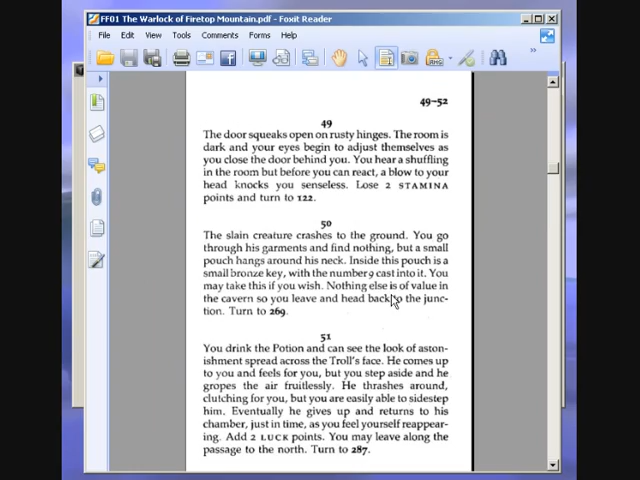 FF01 The Warlock of Firetop Mountain.pdf - Foxit Reader
File Edit View Tools Comments Forms Help
49–52
49
The door squeaks open on rusty hinges. The room is
dark and your eyes begin to adjust themselves as
you close the door behind you. You hear a shuffling
in the room but before you can react, a blow to your
head knocks you senseless. Lose 2 STAMINA
points and turn to 122.
50
The slain creature crashes to the ground. You go
through his garments and find nothing, but a small
pouch hangs around his neck. Inside this pouch is a
small bronze key, with the number 9 cast into it. You
may take this if you wish. Nothing else is of value in
the cavern so you leave and head back to the junc-
tion. Turn to 269.
51
You drink the Potion and can see the look of aston-
ishment spread across the Troll's face. He comes up
to you and feels for you, but you step aside and he
gropes the air fruitlessly. He thrashes around,
clutching for you, but you are easily able to sidestep
him. Eventually he gives up and returns to his
chamber, just in time, as you feel yourself reappear-
ing. Add 2 LUCK points. You may leave along the
passage to the north. Turn to 287.